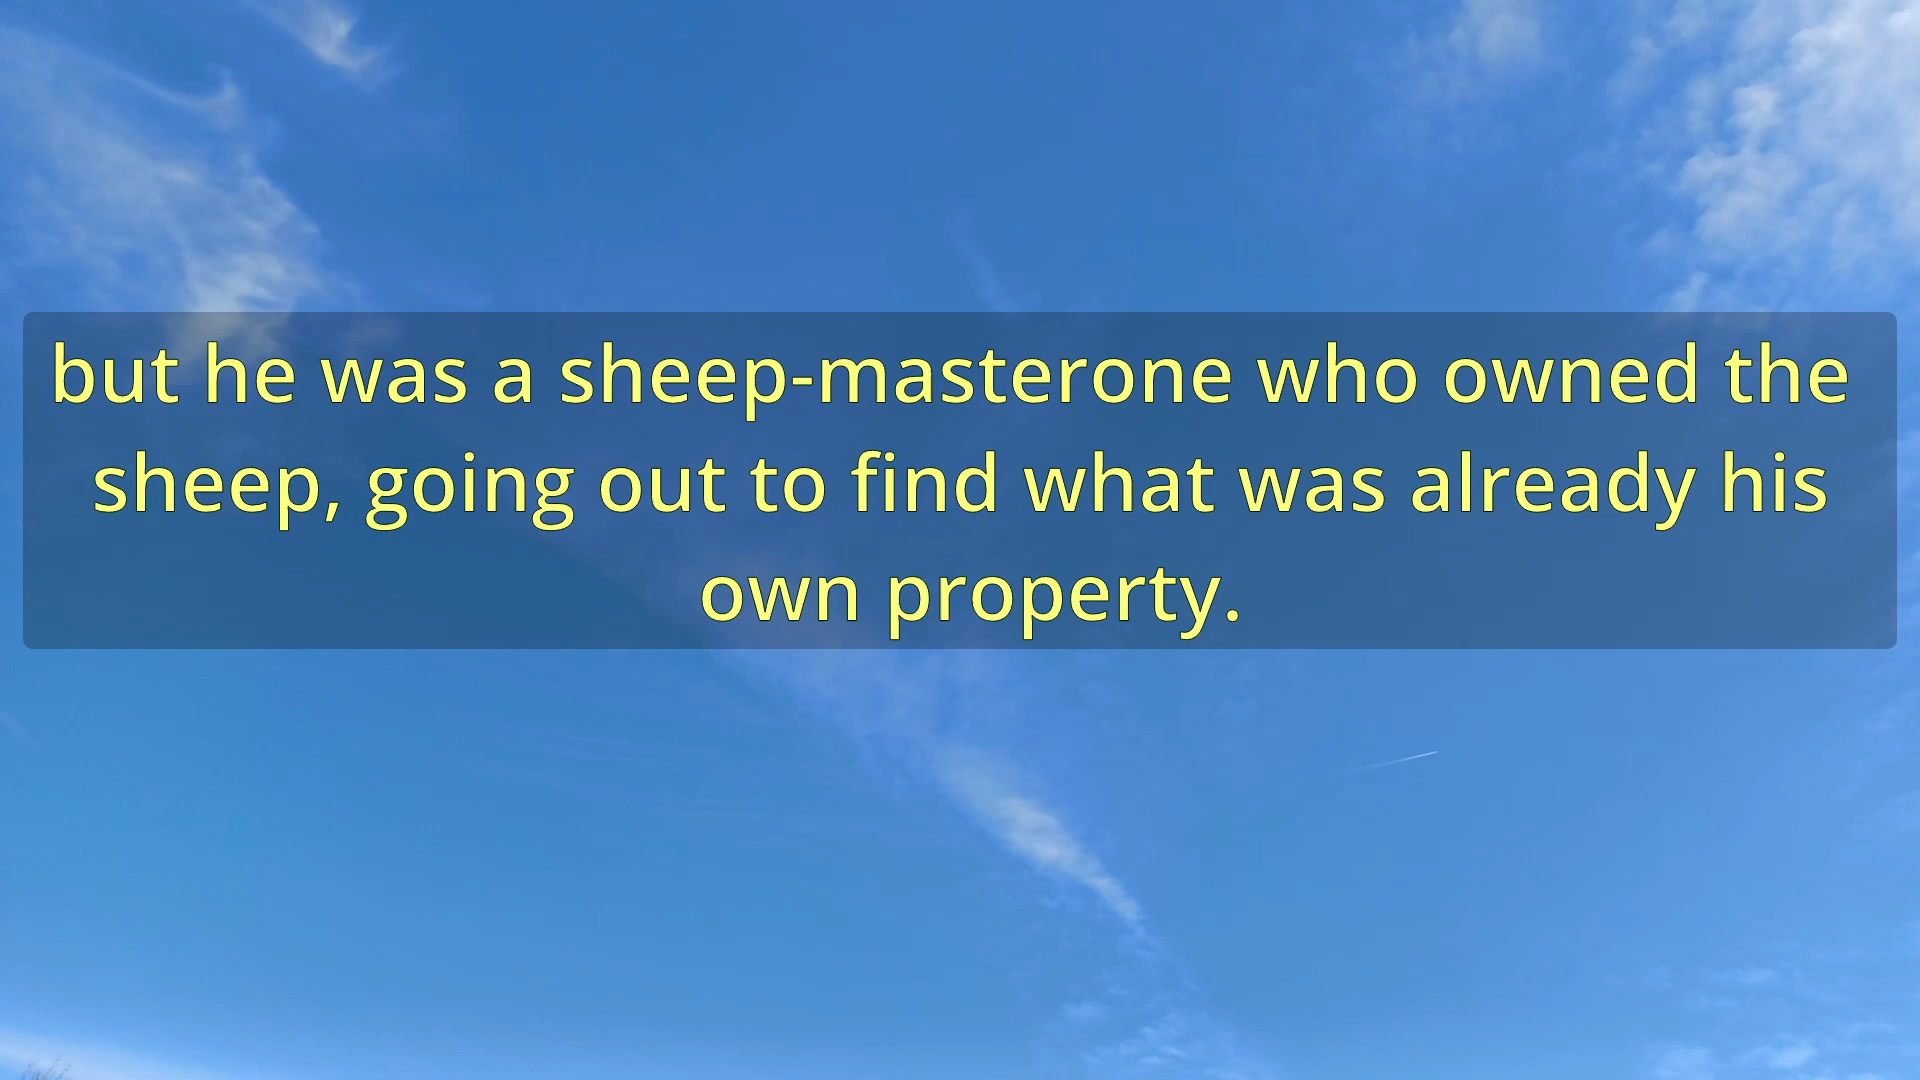 but he was a sheep-masterone who owned the
sheep, going out to find what was already his
own property.